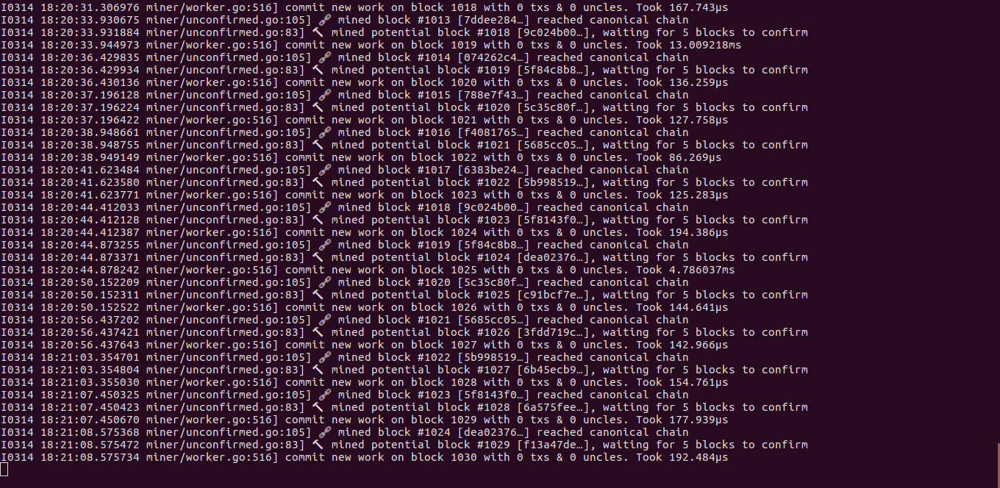 I0314 18:20:31.306976 miner/worker.go:516] commit new work on block 1018 with 0 txs & 0 uncles. Took 167.743µs
I0314 18:20:33.930675 miner/unconfirmed.go:105] 🔗 mined block #1013 [7ddee284…] reached canonical chain
I0314 18:20:33.931884 miner/unconfirmed.go:83] 🔨 mined potential block #1018 [9c024b00…], waiting for 5 blocks to confirm
I0314 18:20:33.944973 miner/worker.go:516] commit new work on block 1019 with 0 txs & 0 uncles. Took 13.009218ms
I0314 18:20:36.429835 miner/unconfirmed.go:105] 🔗 mined block #1014 [074262c4…] reached canonical chain
I0314 18:20:36.429934 miner/unconfirmed.go:83] 🔨 mined potential block #1019 [5f84c8b8…], waiting for 5 blocks to confirm
I0314 18:20:36.430136 miner/worker.go:516] commit new work on block 1020 with 0 txs & 0 uncles. Took 136.259µs
I0314 18:20:37.196128 miner/unconfirmed.go:105] 🔗 mined block #1015 [788e7f43…] reached canonical chain
I0314 18:20:37.196224 miner/unconfirmed.go:83] 🔨 mined potential block #1020 [5c35c80f…], waiting for 5 blocks to confirm
I0314 18:20:37.196422 miner/worker.go:516] commit new work on block 1021 with 0 txs & 0 uncles. Took 127.758µs
I0314 18:20:38.948661 miner/unconfirmed.go:105] 🔗 mined block #1016 [f4081765…] reached canonical chain
I0314 18:20:38.948755 miner/unconfirmed.go:83] 🔨 mined potential block #1021 [5685cc05…], waiting for 5 blocks to confirm
I0314 18:20:38.949149 miner/worker.go:516] commit new work on block 1022 with 0 txs & 0 uncles. Took 86.269µs
I0314 18:20:41.623484 miner/unconfirmed.go:105] 🔗 mined block #1017 [6383be24…] reached canonical chain
I0314 18:20:41.623580 miner/unconfirmed.go:83] 🔨 mined potential block #1022 [5b998519…], waiting for 5 blocks to confirm
I0314 18:20:41.623771 miner/worker.go:516] commit new work on block 1023 with 0 txs & 0 uncles. Took 125.283µs
I0314 18:20:44.412033 miner/unconfirmed.go:105] 🔗 mined block #1018 [9c024b00…] reached canonical chain
I0314 18:20:44.412128 miner/unconfirmed.go:83] 🔨 mined potential block #1023 [5f8143f0…], waiting for 5 blocks to confirm
I0314 18:20:44.412387 miner/worker.go:516] commit new work on block 1024 with 0 txs & 0 uncles. Took 194.386µs
I0314 18:20:44.873255 miner/unconfirmed.go:105] 🔗 mined block #1019 [5f84c8b8…] reached canonical chain
I0314 18:20:44.873371 miner/unconfirmed.go:83] 🔨 mined potential block #1024 [dea02376…], waiting for 5 blocks to confirm
I0314 18:20:44.878242 miner/worker.go:516] commit new work on block 1025 with 0 txs & 0 uncles. Took 4.786037ms
I0314 18:20:50.152209 miner/unconfirmed.go:105] 🔗 mined block #1020 [5c35c80f…] reached canonical chain
I0314 18:20:50.152311 miner/unconfirmed.go:83] 🔨 mined potential block #1025 [c91bcf7e…], waiting for 5 blocks to confirm
I0314 18:20:50.152522 miner/worker.go:516] commit new work on block 1026 with 0 txs & 0 uncles. Took 144.641µs
I0314 18:20:56.437202 miner/unconfirmed.go:105] 🔗 mined block #1021 [5685cc05…] reached canonical chain
I0314 18:20:56.437421 miner/unconfirmed.go:83] 🔨 mined potential block #1026 [3fdd719c…], waiting for 5 blocks to confirm
I0314 18:20:56.437643 miner/worker.go:516] commit new work on block 1027 with 0 txs & 0 uncles. Took 142.966µs
I0314 18:21:03.354701 miner/unconfirmed.go:105] 🔗 mined block #1022 [5b998519…] reached canonical chain
I0314 18:21:03.354804 miner/unconfirmed.go:83] 🔨 mined potential block #1027 [6b45ecb9…], waiting for 5 blocks to confirm
I0314 18:21:03.355030 miner/worker.go:516] commit new work on block 1028 with 0 txs & 0 uncles. Took 154.761µs
I0314 18:21:07.450325 miner/unconfirmed.go:105] 🔗 mined block #1023 [5f8143f0…] reached canonical chain
I0314 18:21:07.450423 miner/unconfirmed.go:83] 🔨 mined potential block #1028 [6a575fee…], waiting for 5 blocks to confirm
I0314 18:21:07.450670 miner/worker.go:516] commit new work on block 1029 with 0 txs & 0 uncles. Took 177.939µs
I0314 18:21:08.575368 miner/unconfirmed.go:105] 🔗 mined block #1024 [dea02376…] reached canonical chain
I0314 18:21:08.575472 miner/unconfirmed.go:83] 🔨 mined potential block #1029 [f13a47de…], waiting for 5 blocks to confirm
I0314 18:21:08.575734 miner/worker.go:516] commit new work on block 1030 with 0 txs & 0 uncles. Took 192.484µs